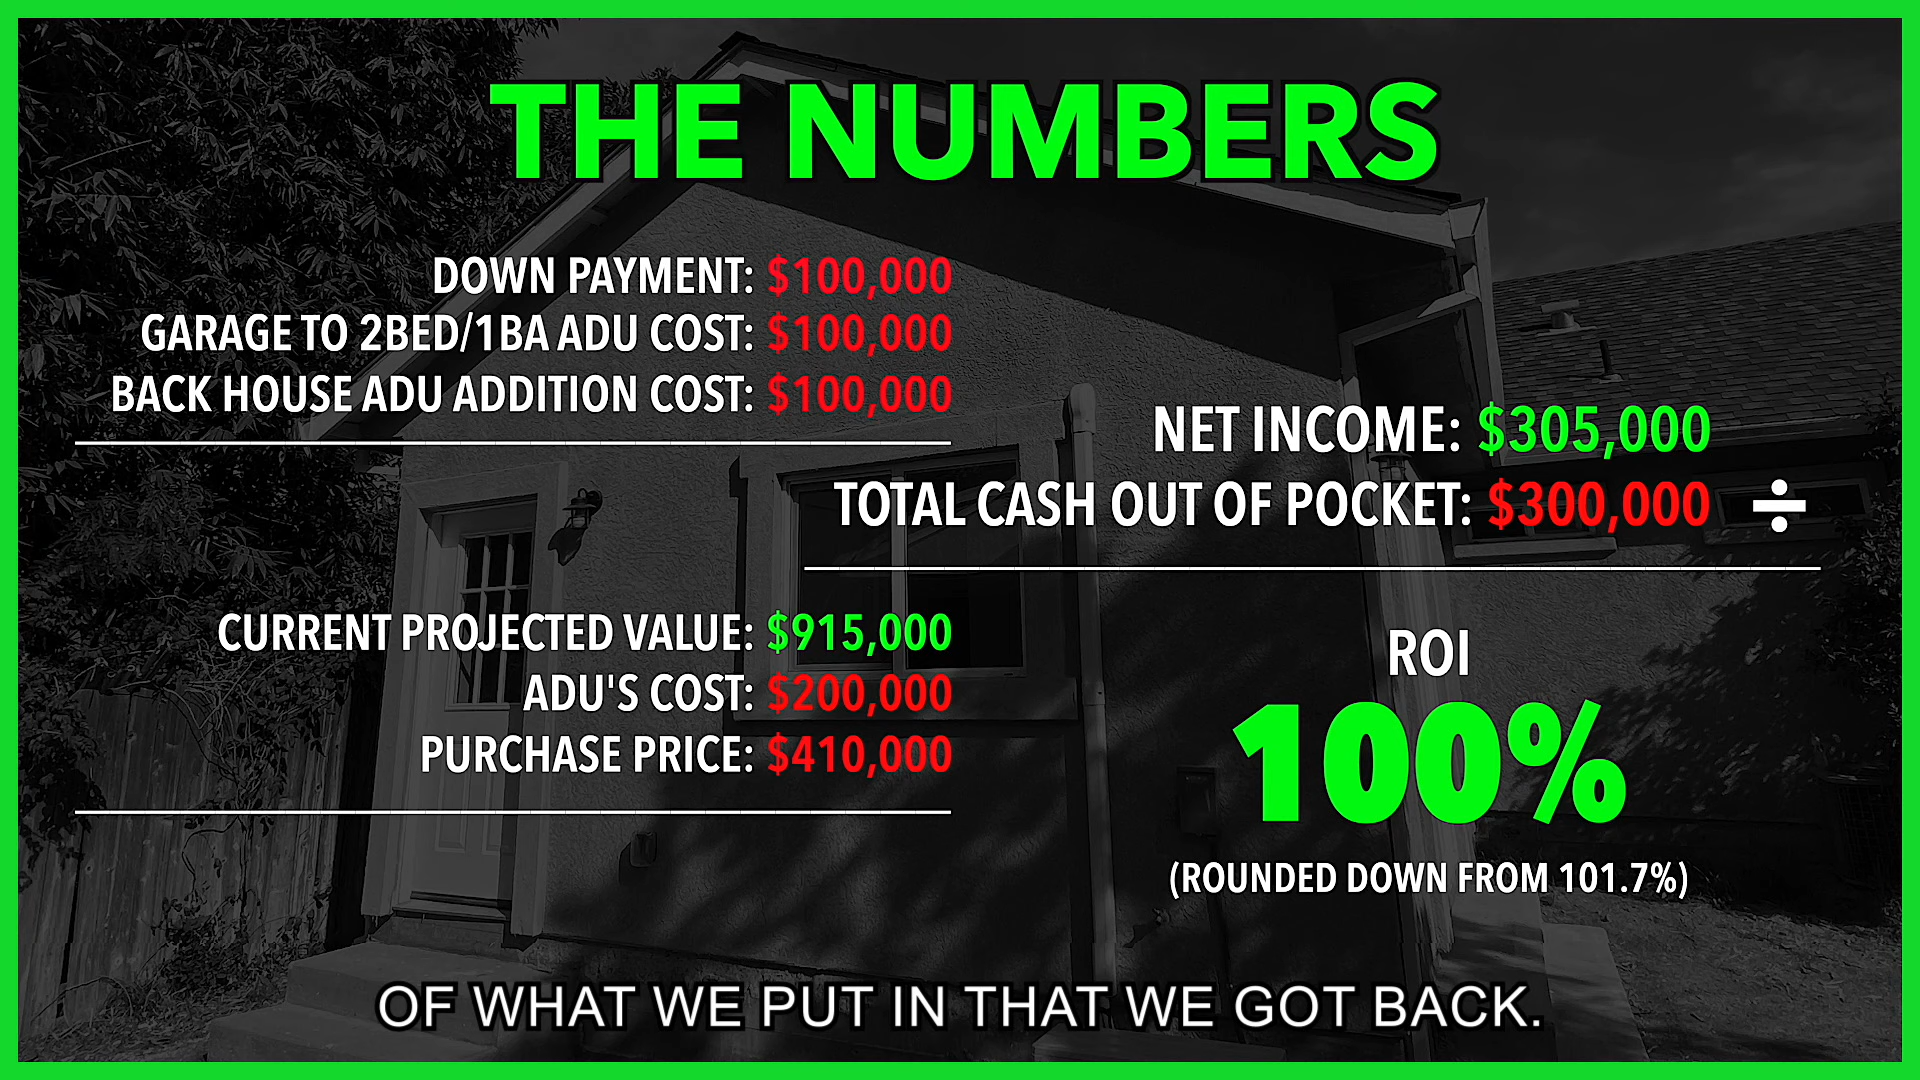 THE NUMBERS
DOWN PAYMENT: $100,000
GARAGE TO 2BED/1BA ADU COST: $100,000
BACK HOUSE ADU ADDITION COST: $100,000
CURRENT PROJECTED VALUE: $915,000
ADU'S COST: $200,000
PURCHASE PRICE: $410,000
NET INCOME: $305,000
TOTAL CASH OUT OF POCKET: $300,000 ÷
ROI
100%
(ROUNDED DOWN FROM 101.7%)
OF WHAT WE PUT IN THAT WE GOT BACK.